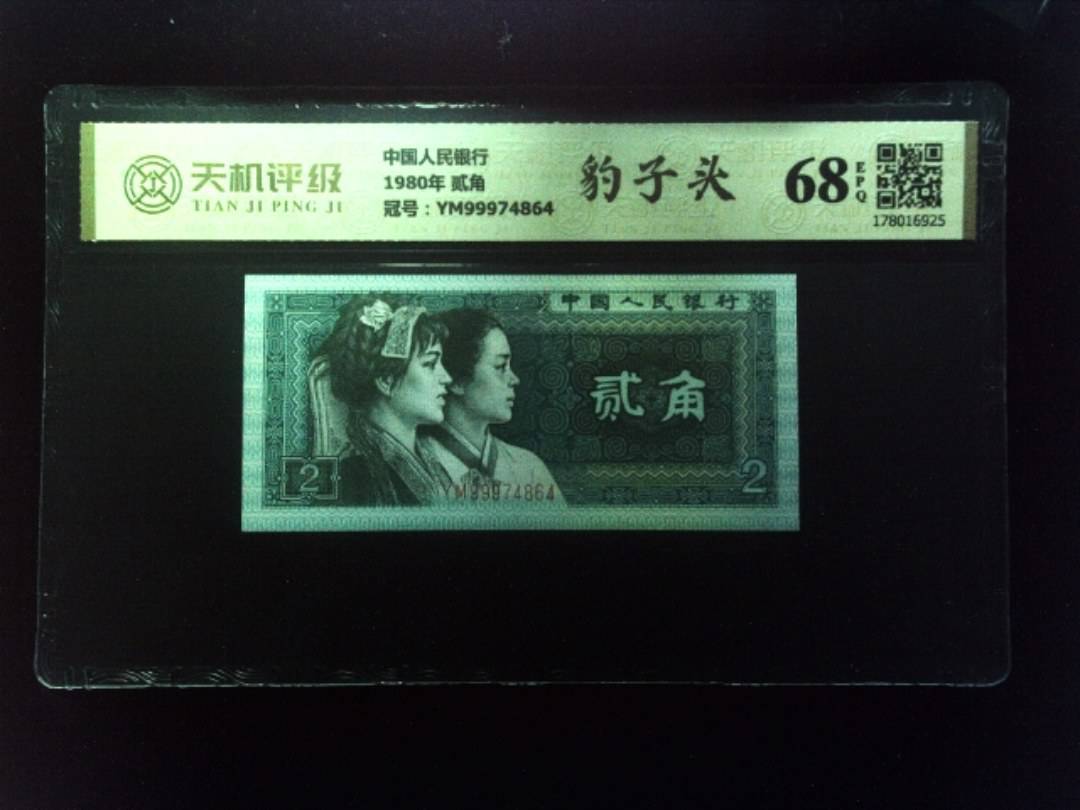 天机评级
TIAN JI PING JI
中国人民银行
1980年 贰角
冠号：YM99974864
豹子头
68
EPQ
178016925
中国人民银行
贰角
2
2
YM99974864